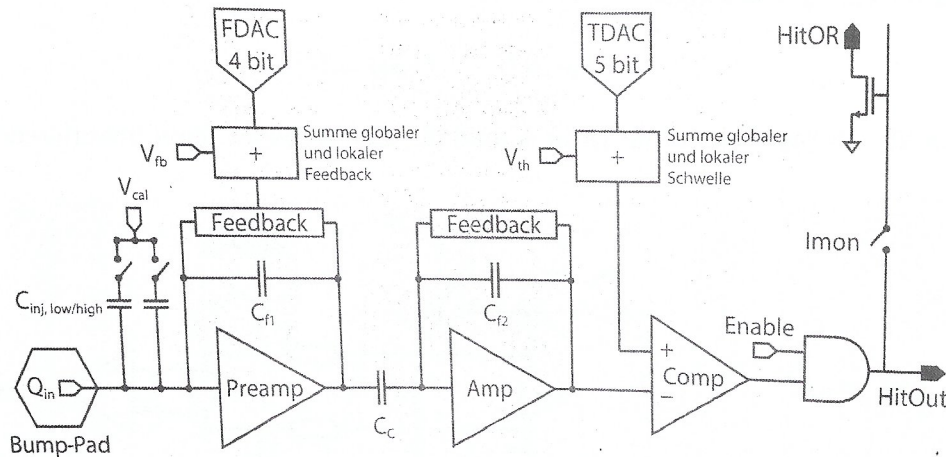 FDAC
4 bit
TDAC
5 bit
HitOR
Summe globaler
und lokaler
Feedback
Summe globaler
und lokaler
Schwelle
V_fb
+
V_th
+
V_cal
Feedback
Feedback
Imon
C_inj, low/high
C_f1
C_f2
Enable
Q_in
Preamp
Amp
+
Comp
−
C_C
HitOut
Bump-Pad